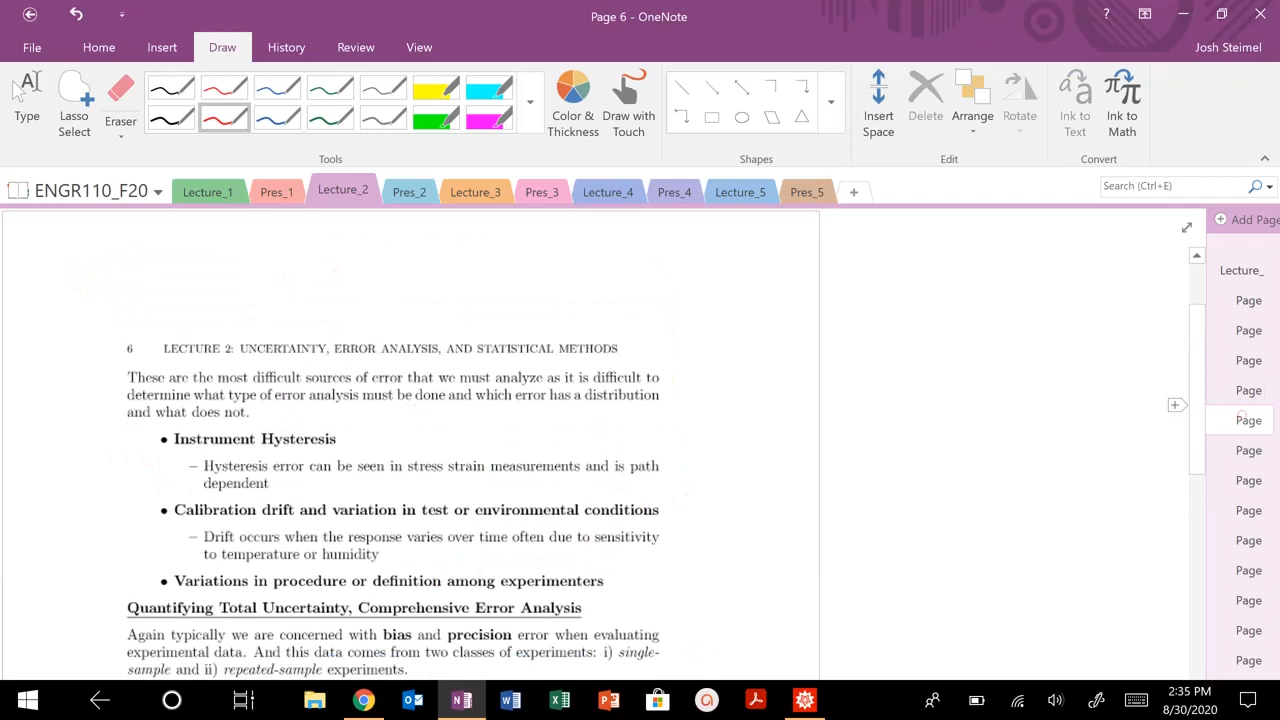 Page 6 - OneNote
?
File
Home
Insert
Draw
History
Review
View
Josh Steimel
Type
Lasso Select
Eraser
Color & Thickness
Draw with Touch
Insert Space
Delete
Arrange
Rotate
Ink to Text
Ink to Math
Tools
Shapes
Edit
Convert
ENGR110_F20
Lecture_1
Pres_1
Lecture_2
Pres_2
Lecture_3
Pres_3
Lecture_4
Pres_4
Lecture_5
Pres_5
Search (Ctrl+E)
Add Page
Lecture_
Page
Page
Page
Page
Page
Page
Page
Page
Page
Page
Page
Page
Page
6 LECTURE 2: UNCERTAINTY, ERROR ANALYSIS, AND STATISTICAL METHODS
These are the most difficult sources of error that we must analyze as it is difficult to
determine what type of error analysis must be done and which error has a distribution
and what does not.
• Instrument Hysteresis
– Hysteresis error can be seen in stress strain measurements and is path
dependent
• Calibration drift and variation in test or environmental conditions
– Drift occurs when the response varies over time often due to sensitivity
to temperature or humidity
• Variations in procedure or definition among experimenters
Quantifying Total Uncertainty, Comprehensive Error Analysis
Again typically we are concerned with bias and precision error when evaluating
experimental data. And this data comes from two classes of experiments: i) single-
sample and ii) repeated-sample experiments.
2:35 PM
8/30/2020